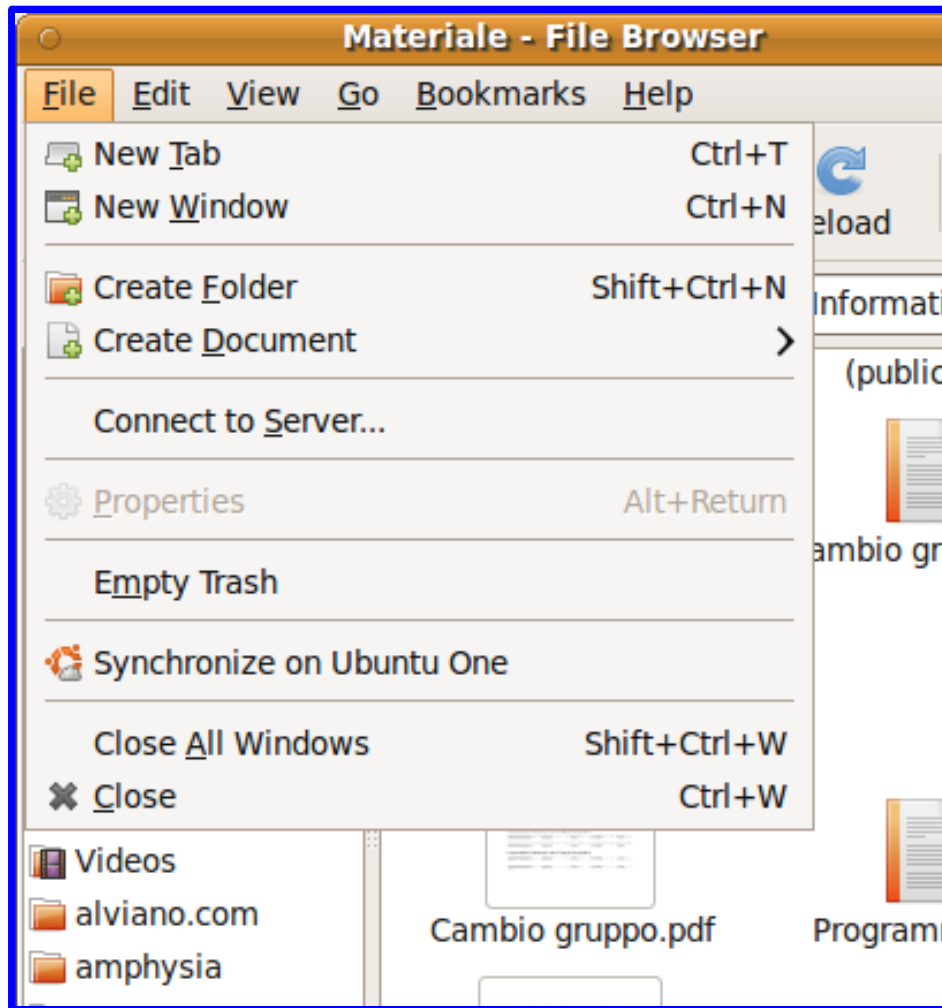 Materiale - File Browser
File Edit View Go Bookmarks Help
New Tab Ctrl+T
New Window Ctrl+N
eload
Create Folder Shift+Ctrl+N
Informati
Create Document
(public
Connect to Server...
Properties Alt+Return
ambio gr
Empty Trash
Synchronize on Ubuntu One
Close All Windows Shift+Ctrl+W
Close Ctrl+W
Videos
alviano.com
Cambio gruppo.pdf Program
amphysia